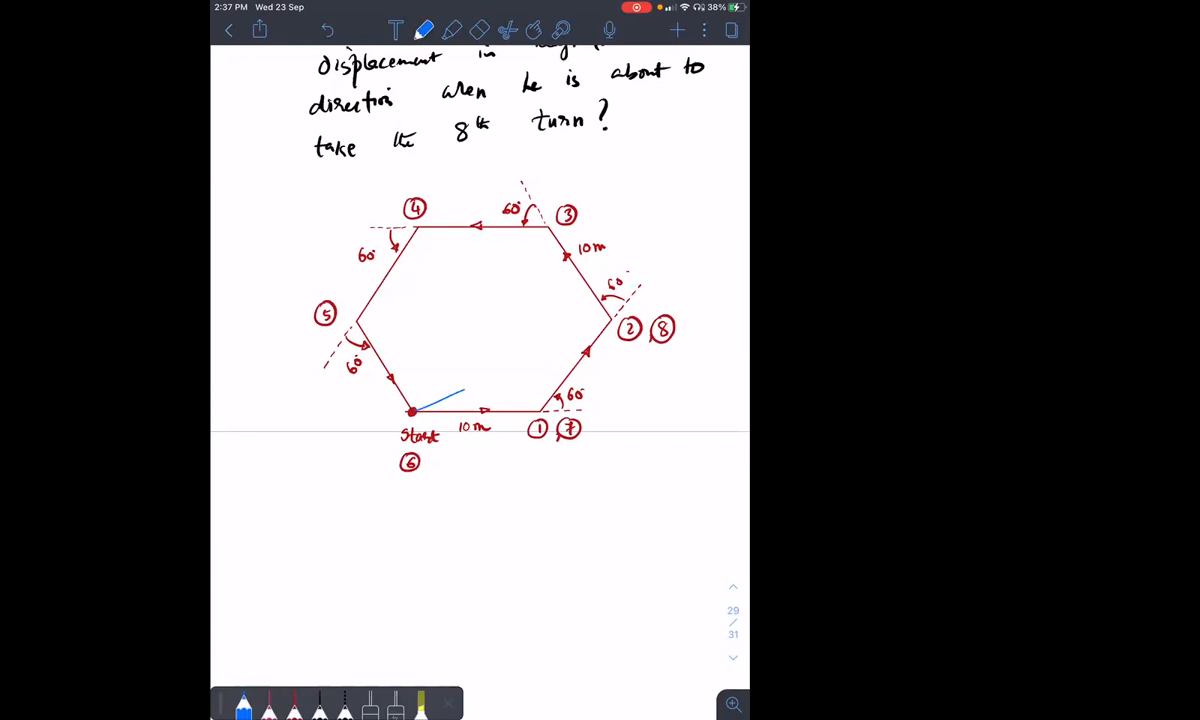 2:37 PM Wed 23 Sep
38%
displacement in
direction when he is about to
take the 8th turn?
4
60°
3
60°
10m
60°
5
2, 8
60°
60°
10m
start
1, 7
6
29
/
31